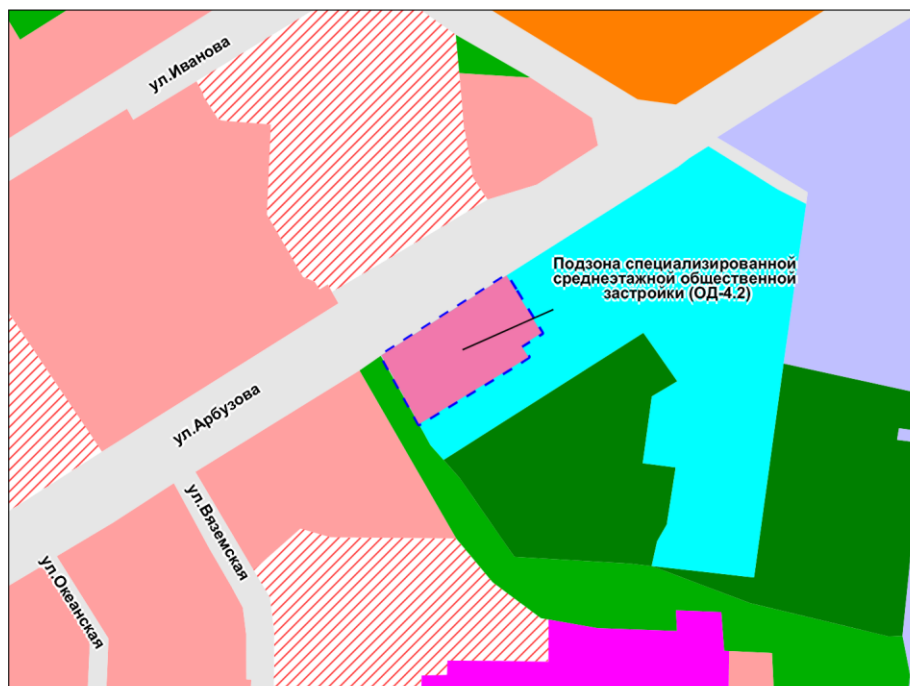 ул.Иванова
Подзона специализированной
среднеэтажной общественной
застройки (ОД-4.2)
ул.Арбузова
ул.Вяземская
ул.Океанская